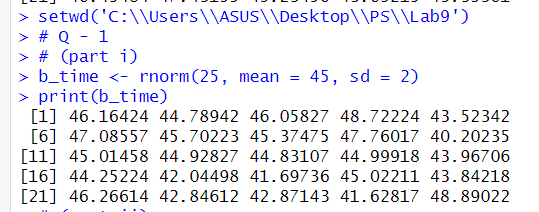 > setwd('C:\\Users\\ASUS\\Desktop\\PS\\Lab9')
> # Q - 1
> # (part i)
> b_time <- rnorm(25, mean = 45, sd = 2)
> print(b_time)
[1] 46.16424 44.78942 46.05827 48.72224 43.52342
[6] 47.08557 45.70223 45.37475 47.76017 40.20235
[11] 45.01458 44.92827 44.83107 44.99918 43.96706
[16] 44.25224 42.04498 41.69736 45.02211 43.84218
[21] 46.26614 42.84612 42.87143 41.62817 48.89022